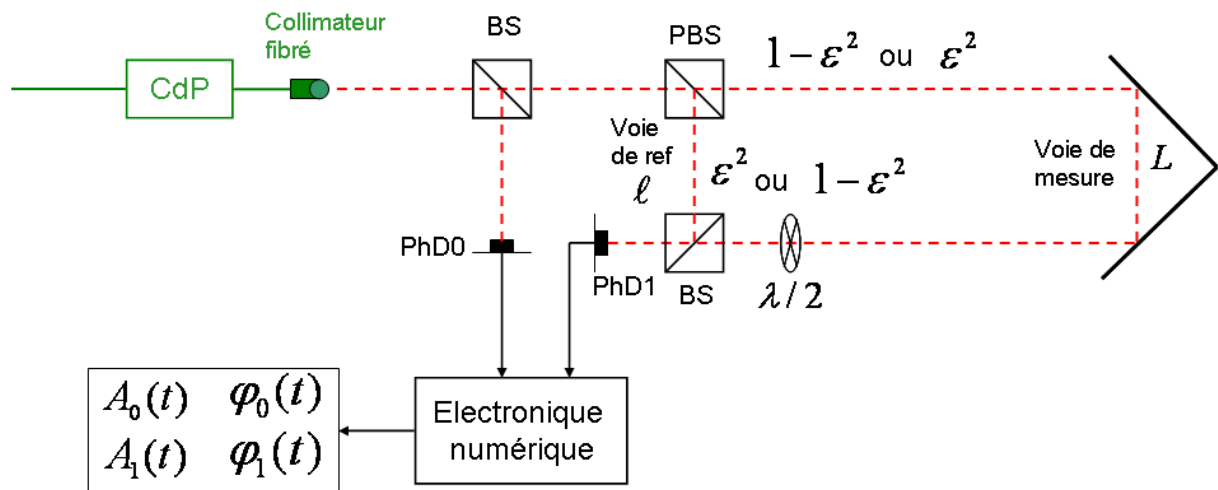 Collimateur
fibré
BS
PBS
1-ε² ou ε²
CdP
Voie
de ref
ℓ
ε² ou 1-ε²
Voie de
mesure
L
PhD0
PhD1
BS
λ/2
A₀(t) φ₀(t)
A₁(t) φ₁(t)
Electronique
numérique